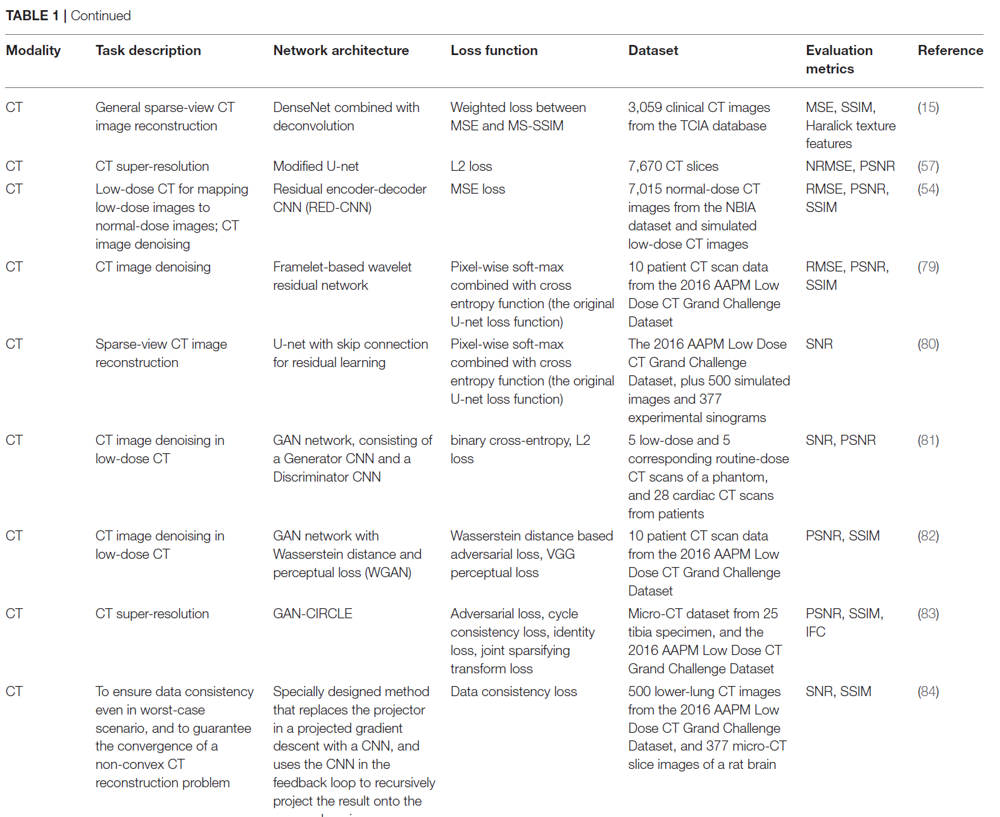 TABLE 1 | Continued
Modality Task description Network architecture Loss function Dataset Evaluation metrics Reference
CT
General sparse-view CT
image reconstruction
DenseNet combined with
deconvolution
Weighted loss between
MSE and MS-SSIM
3,059 clinical CT images
from the TCIA database
MSE, SSIM,
Haralick texture
features
(15)
CT
CT super-resolution
Modified U-net
L2 loss
7,670 CT slices
NRMSE, PSNR
(57)
CT
Low-dose CT for mapping
low-dose images to
normal-dose images; CT
image denoising
Residual encoder-decoder
CNN (RED-CNN)
MSE loss
7,015 normal-dose CT
images from the NBIA
dataset and simulated
low-dose CT images
RMSE, PSNR,
SSIM
(54)
CT
CT image denoising
Framelet-based wavelet
residual network
Pixel-wise soft-max
combined with cross
entropy function (the original
U-net loss function)
10 patient CT scan data
from the 2016 AAPM Low
Dose CT Grand Challenge
Dataset
RMSE, PSNR,
SSIM
(79)
CT
Sparse-view CT image
reconstruction
U-net with skip connection
for residual learning
Pixel-wise soft-max
combined with cross
entropy function (the original
U-net loss function)
The 2016 AAPM Low Dose
CT Grand Challenge
Dataset, plus 500 simulated
images and 377
experimental sinograms
SNR
(80)
CT
CT image denoising in
low-dose CT
GAN network, consisting of
a Generator CNN and a
Discriminator CNN
binary cross-entropy, L2
loss
5 low-dose and 5
corresponding routine-dose
CT scans of a phantom,
and 28 cardiac CT scans
from patients
SNR, PSNR
(81)
CT
CT image denoising in
low-dose CT
GAN network with
Wasserstein distance and
perceptual loss (WGAN)
Wasserstein distance based
adversarial loss, VGG
perceptual loss
10 patient CT scan data
from the 2016 AAPM Low
Dose CT Grand Challenge
Dataset
PSNR, SSIM
(82)
CT
CT super-resolution
GAN-CIRCLE
Adversarial loss, cycle
consistency loss, identity
loss, joint sparsifying
transform loss
Micro-CT dataset from 25
tibia specimen, and the
2016 AAPM Low Dose CT
Grand Challenge Dataset
PSNR, SSIM,
IFC
(83)
CT
To ensure data consistency
even in worst-case
scenario, and to guarantee
the convergence of a
non-convex CT
reconstruction problem
Specially designed method
that replaces the projector
in a projected gradient
descent with a CNN, and
uses the CNN in the
feedback loop to recursively
project the result onto the
Data consistency loss
500 lower-lung CT images
from the 2016 AAPM Low
Dose CT Grand Challenge
Dataset, and 377 micro-CT
slice images of a rat brain
SNR, SSIM
(84)